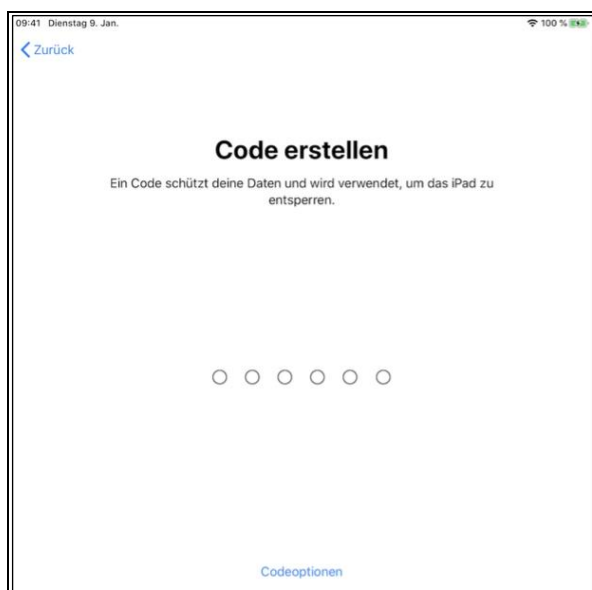 09:41 Dienstag 9. Jan.
100 %
Zurück
Code erstellen
Ein Code schützt deine Daten und wird verwendet, um das iPad zu
entsperren.
Codeoptionen